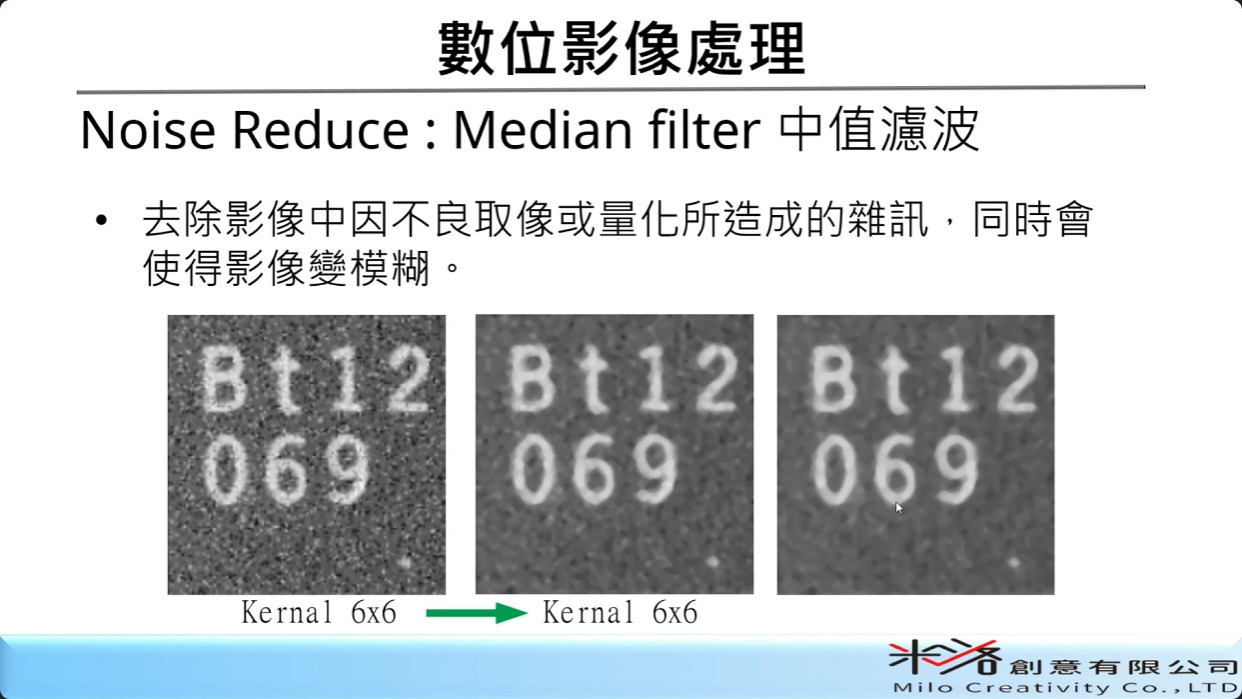 數位影像處理
Noise Reduce : Median filter 中值濾波
• 去除影像中因不良取像或量化所造成的雜訊，同時會
使得影像變模糊。
Bt12 Bt12 Bt12
069 069 069
Kernal 6x6 Kernal 6x6
米洛創意有限公司
Milo Creativity Co.,LTD